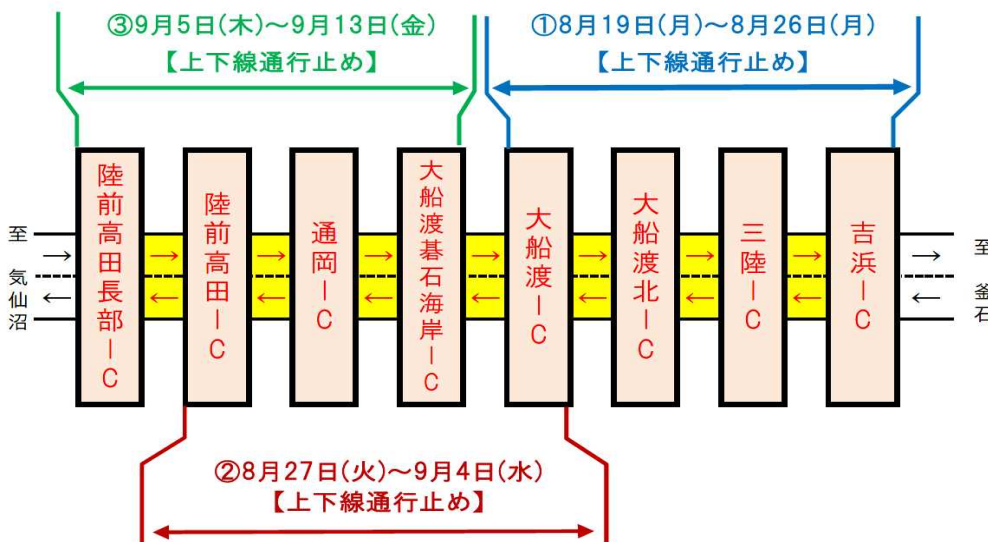 ③9月5日(木)～9月13日(金)
【上下線通行止め】
①8月19日(月)～8月26日(月)
【上下線通行止め】
至
気仙沼
陸前高田長部IC
陸前高田IC
通岡IC
大船渡碁石海岸IC
大船渡IC
大船渡北IC
三陸IC
吉浜IC
至
釜石
②8月27日(火)～9月4日(水)
【上下線通行止め】